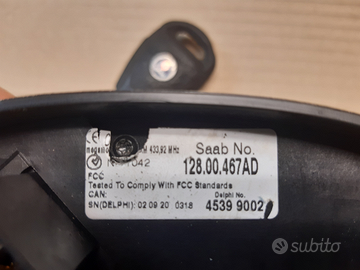 433,92 MHz
Saab No.
128.00.467AD
FCC
Tested To Comply With FCC Standards
CAN:
Delphi No.
SN(DELPHI): 02 09 20 0318
4539 9002
subito